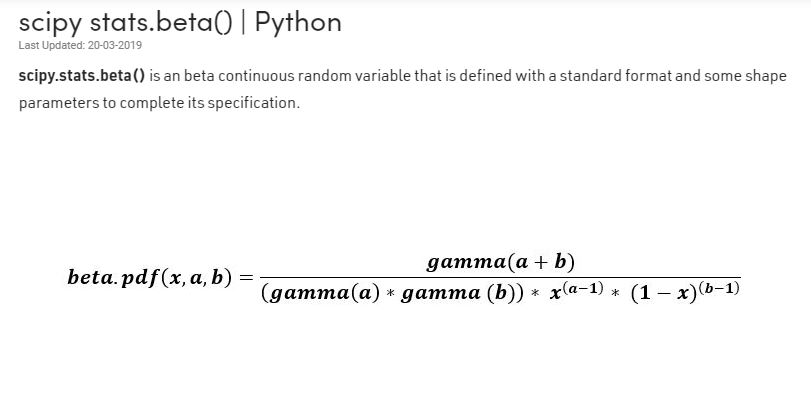 scipy stats.beta() | Python
Last Updated: 20-03-2019
scipy.stats.beta() is an beta continuous random variable that is defined with a standard format and some shape
parameters to complete its specification.
beta.pdf(x, a, b) = gamma(a + b)
(gamma(a) * gamma (b)) * x^(a−1) * (1 − x)^(b−1)